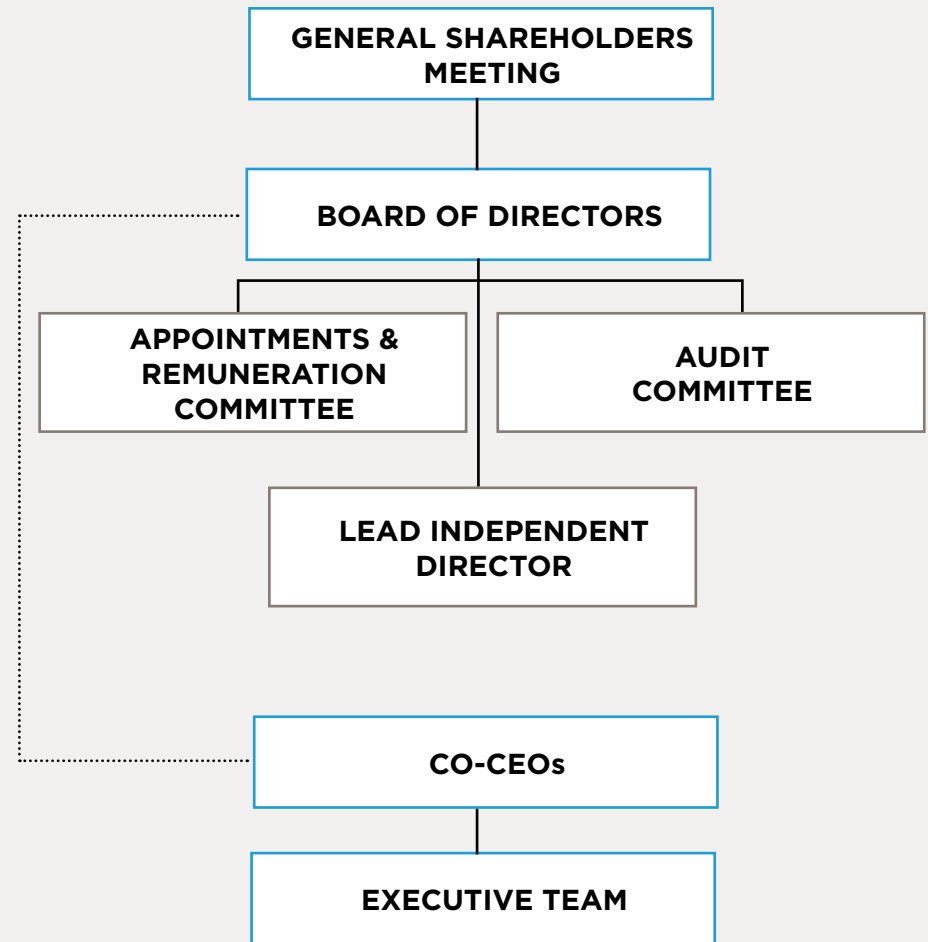 GENERAL SHAREHOLDERS
MEETING
BOARD OF DIRECTORS
APPOINTMENTS &
REMUNERATION
COMMITTEE
AUDIT
COMMITTEE
LEAD INDEPENDENT
DIRECTOR
CO-CEOs
EXECUTIVE TEAM